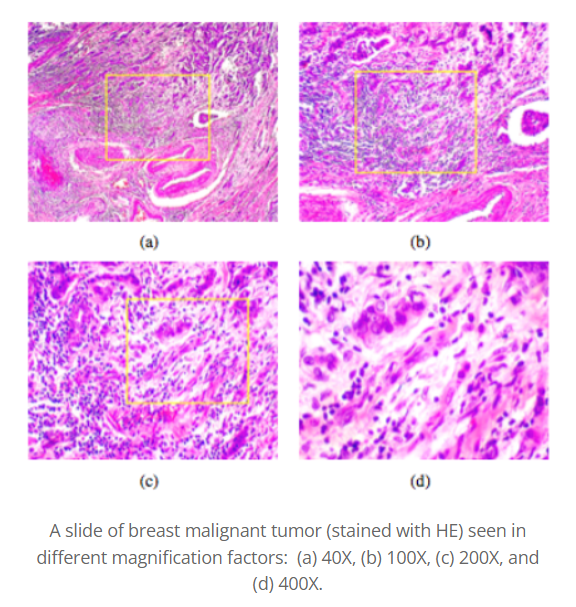 (a)
(b)
(c)
(d)
A slide of breast malignant tumor (stained with HE) seen in
different magnification factors: (a) 40X, (b) 100X, (c) 200X, and
(d) 400X.